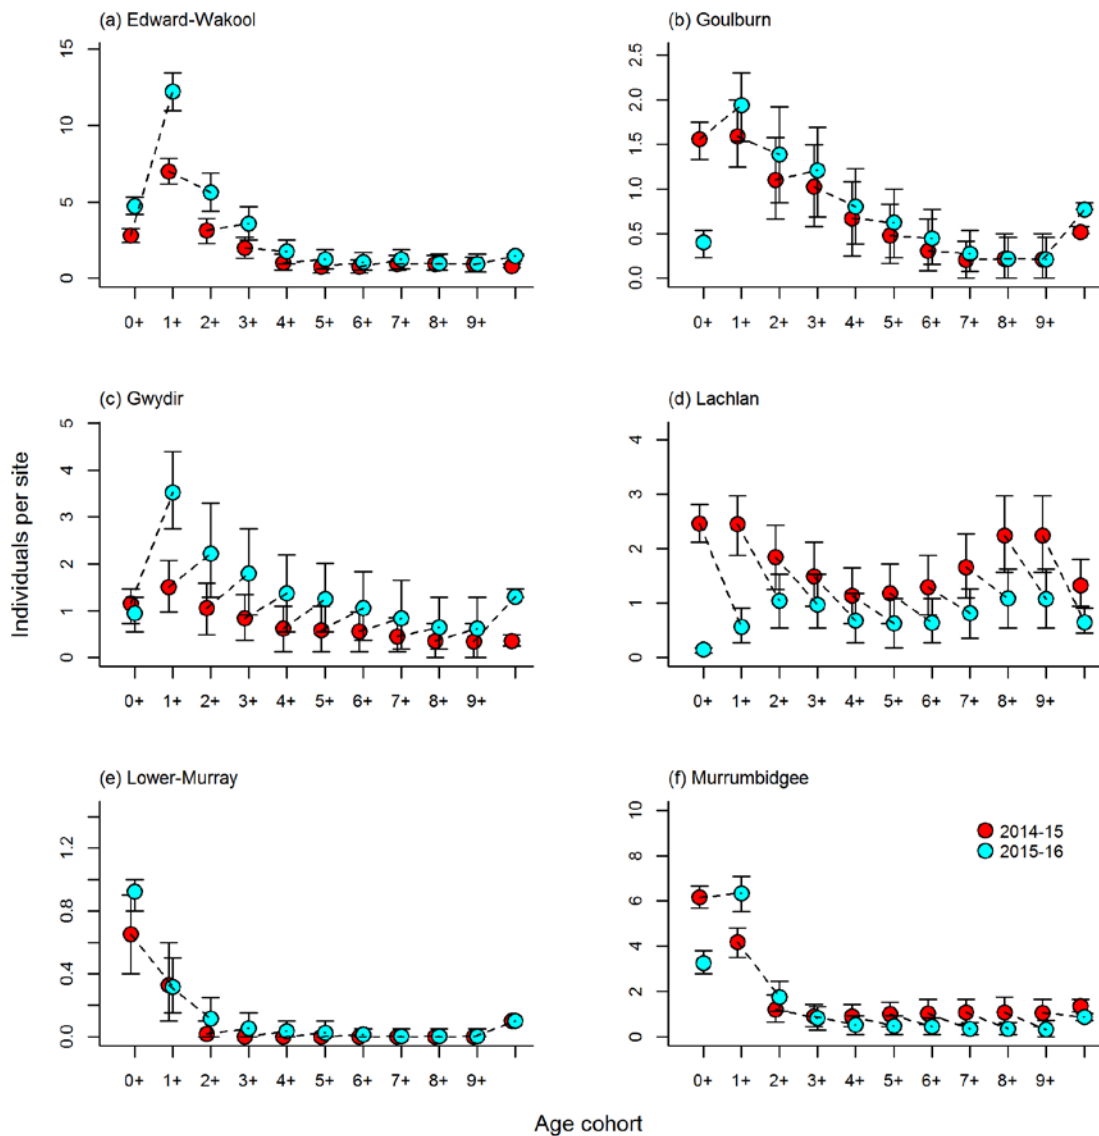 (a) Edward-Wakool
15
10
5
0
0+ 1+ 2+ 3+ 4+ 5+ 6+ 7+ 8+ 9+
(b) Goulburn
2.5
2.0
1.5
1.0
0.5
0.0
0+ 1+ 2+ 3+ 4+ 5+ 6+ 7+ 8+ 9+
(c) Gwydir
5
4
3
2
1
0
0+ 1+ 2+ 3+ 4+ 5+ 6+ 7+ 8+ 9+
(d) Lachlan
4
3
2
1
0
0+ 1+ 2+ 3+ 4+ 5+ 6+ 7+ 8+ 9+
Individuals per site
(e) Lower-Murray
1.2
0.8
0.4
0.0
0+ 1+ 2+ 3+ 4+ 5+ 6+ 7+ 8+ 9+
(f) Murrumbidgee
10
8
6
4
2
0
2014-15
2015-16
0+ 1+ 2+ 3+ 4+ 5+ 6+ 7+ 8+ 9+
Age cohort